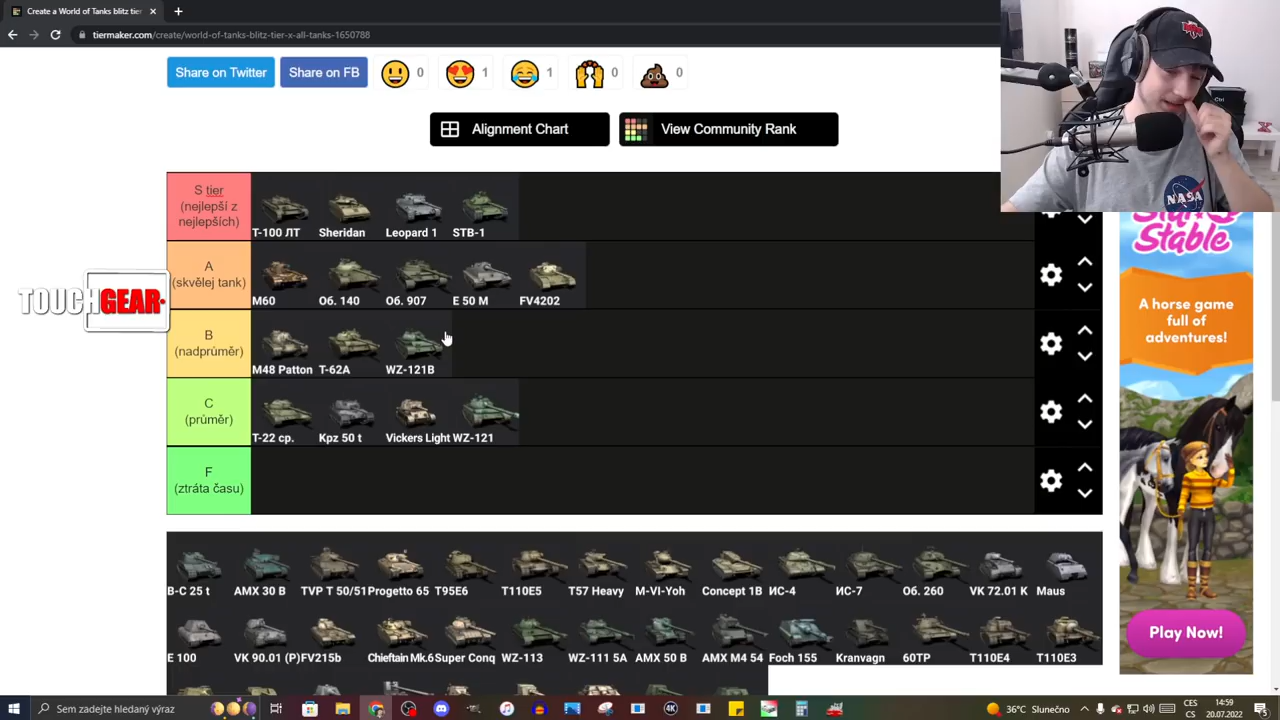 Create a World of Tanks blitz tier
tiermaker.com/create/world-of-tanks-blitz-tier-x-all-tanks-1650788
Share on Twitter
Share on FB
0
1
1
0
0
Alignment Chart
View Community Rank
S tier
(nejlepší z
nejlepších)
T-100 ЛТ Sheridan Leopard 1 STB-1
A
(skvělej tank)
M60 Об. 140 Об. 907 E 50 M FV4202
B
(nadprůměr)
M48 Patton T-62A WZ-121B
C
(průměr)
T-22 ср. Kpz 50 t Vickers Light WZ-121
F
(ztráta času)
B-C 25 t AMX 30 B TVP T 50/51 Progetto 65 T95E6 T110E5 T57 Heavy M-VI-Yoh Concept 1B ИС-4 ИС-7 Об. 260 VK 72.01 K Maus
E 100 VK 90.01 (P) FV215b Chieftain Mk.6 Super Conq WZ-113 WZ-111 5A AMX 50 B AMX M4 54 Foch 155 Kranvagn 60TP T110E4 T110E3
TOUCHGEAR
NASA
Ctrl
Stable
A horse game
full of
adventures!
Play Now!
Sem zadejte hledaný výraz
4K
36°C Slunečno
CES
CS
14:59
20.07.2022
5